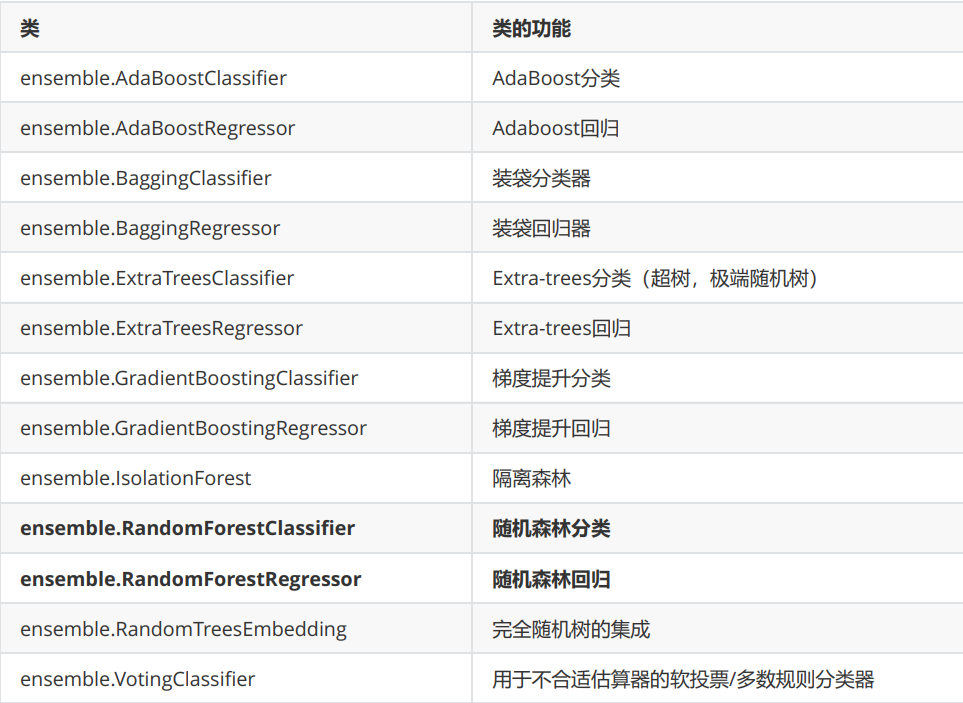 类 类的功能
ensemble.AdaBoostClassifier AdaBoost分类
ensemble.AdaBoostRegressor Adaboost回归
ensemble.BaggingClassifier 装袋分类器
ensemble.BaggingRegressor 装袋回归器
ensemble.ExtraTreesClassifier Extra-trees分类（超树，极端随机树）
ensemble.ExtraTreesRegressor Extra-trees回归
ensemble.GradientBoostingClassifier 梯度提升分类
ensemble.GradientBoostingRegressor 梯度提升回归
ensemble.IsolationForest 隔离森林
ensemble.RandomForestClassifier 随机森林分类
ensemble.RandomForestRegressor 随机森林回归
ensemble.RandomTreesEmbedding 完全随机树的集成
ensemble.VotingClassifier 用于不合适估算器的软投票/多数规则分类器